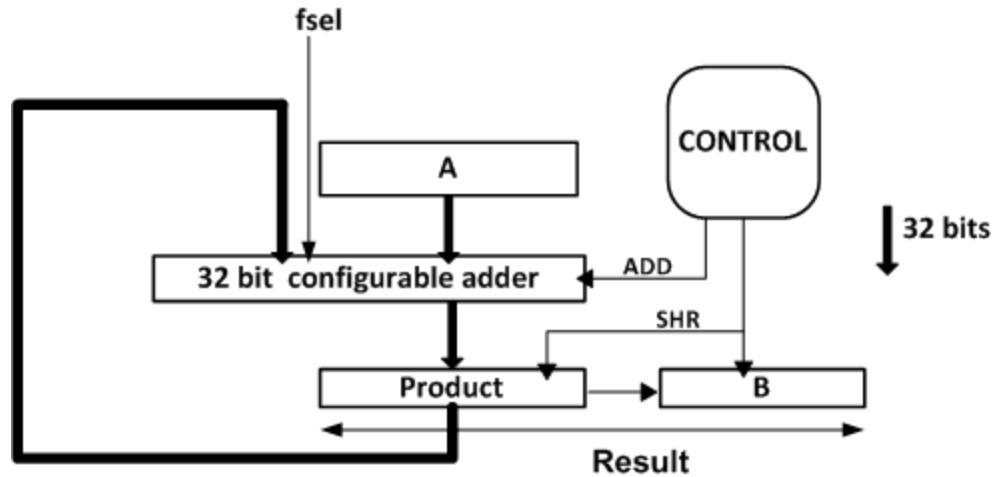 fsel
A
CONTROL
32 bits
32 bit configurable adder
ADD
SHR
Product
B
Result